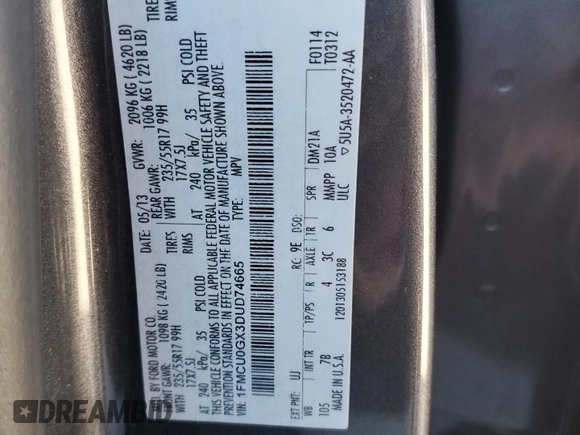 BY FORD MOTOR CO.
DATE: 05/13 GVWR: 2096 KG ( 4620 LB)
FRONT GAWR: 1098 KG (2420 LB) REAR GAWR: 1006 KG ( 2218 LB)
235/55R17 99H TIRES WITH 235/55R17 99H TIRES
17X7.5J RIMS 17X7.5J RIMS
AT 240 kPa/ 35 PSI COLD AT 240 kPa/ 35 PSI COLD
THIS VEHICLE CONFORMS TO ALL APPLICABLE FEDERAL MOTOR VEHICLE SAFETY AND THEFT
PREVENTION STANDARDS IN EFFECT ON THE DATE OF MANUFACTURE SHOWN ABOVE.
VIN: 1FMCU0GX3DUD74665 TYPE: MPV
F0114
T0312
EXT PNT: UJ RC: 9E DSO:
WB INT TR TP/PS R AXLE TR SPR DM21A
105 7B 4 3C 6 MMPP 10A
MADE IN U.S.A. ULC
1201305153188 ▽5U5A-3520472-AA
DREAMBID